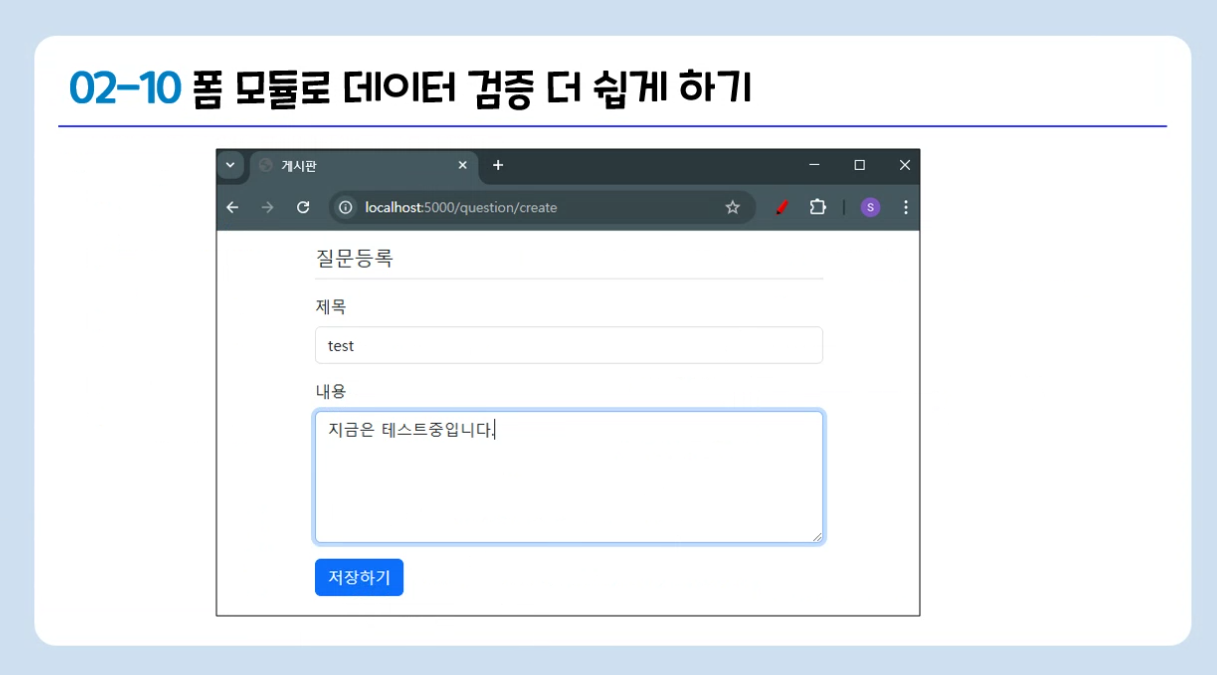 02-10 폼 모듈로 데이터 검증 더 쉽게 하기
게시판
localhost:5000/question/create
S
질문등록
제목
test
내용
지금은 테스트중입니다.
저장하기